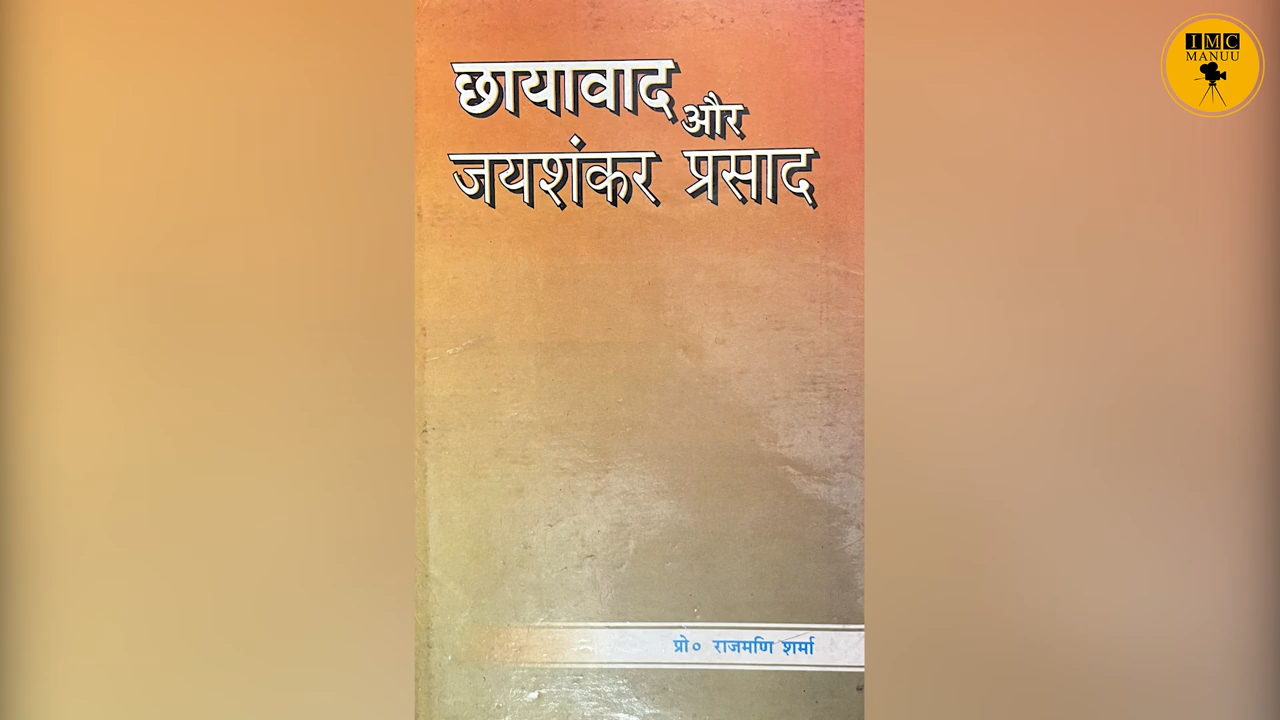 छायावाद
और
जयशंकर प्रसाद
प्रो० राजमणि शर्मा
IMC
MANUU